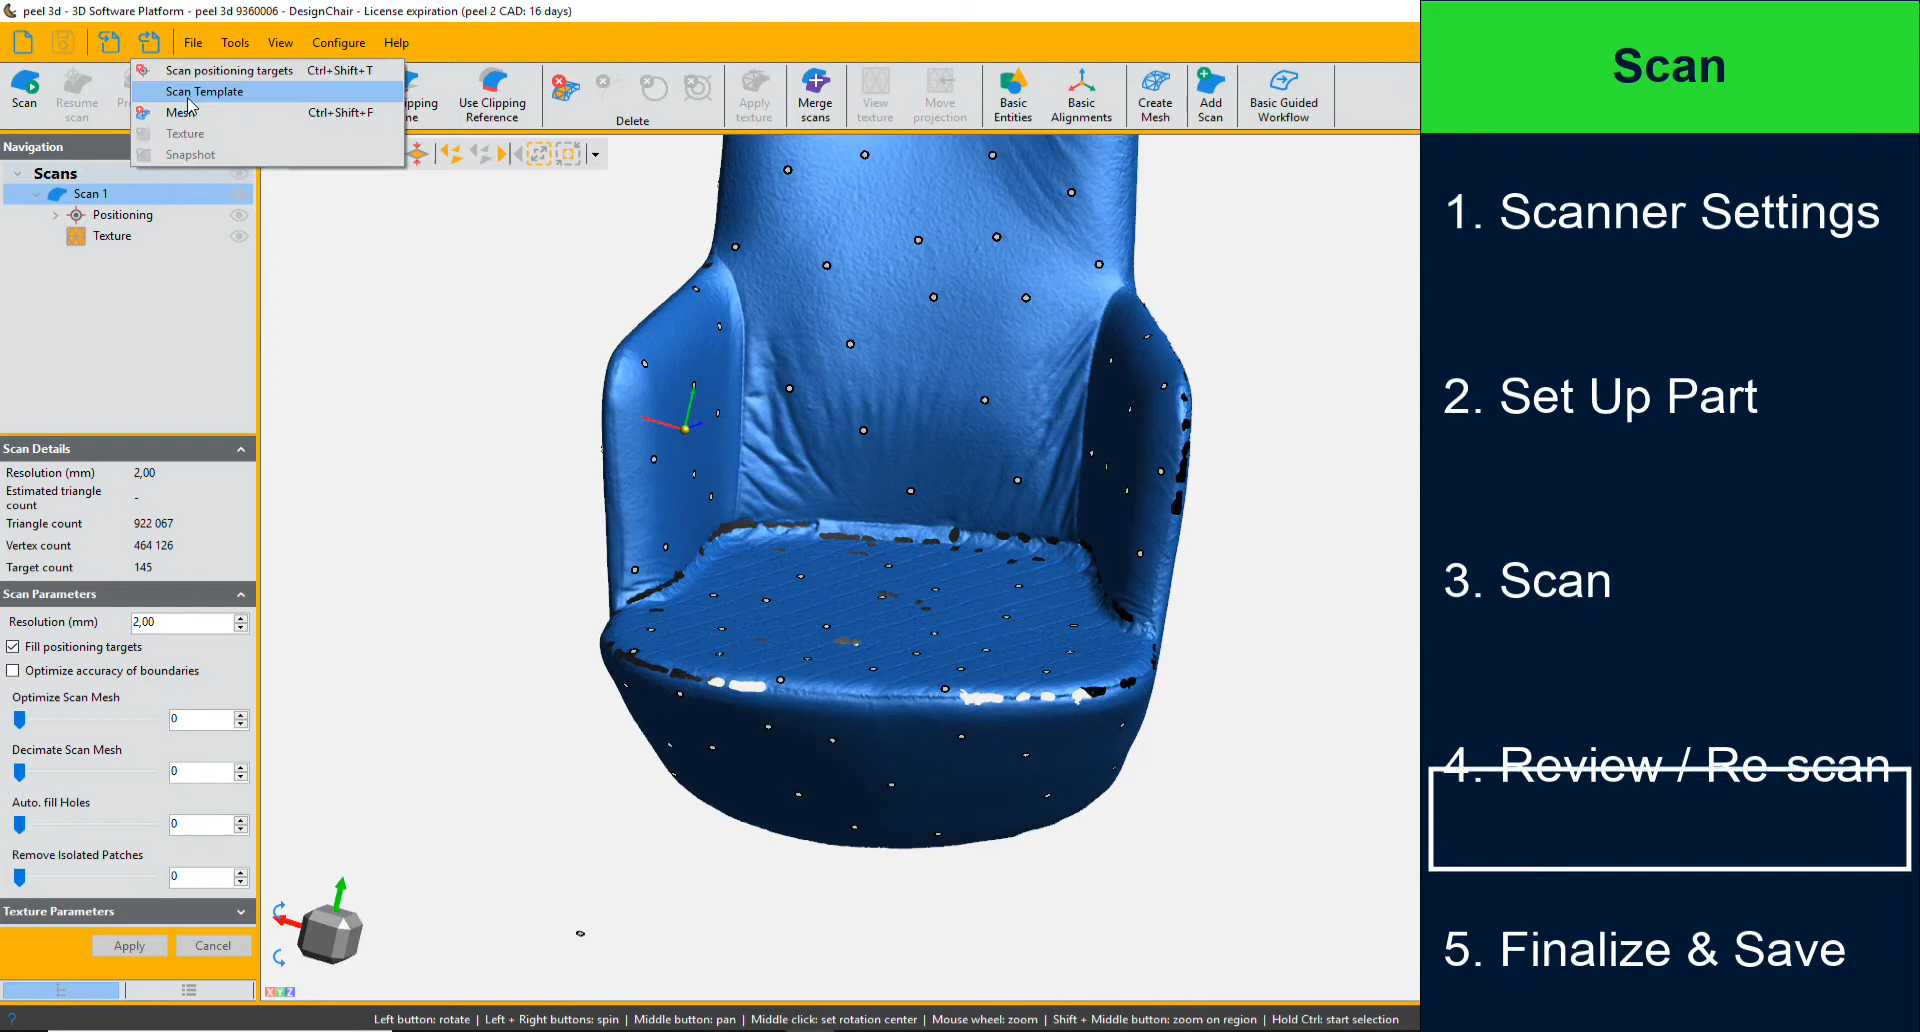 peel 3d - 3D Software Platform - peel 3d 9360006 - DesignChair - License expiration (peel 2 CAD: 16 days)
File Tools View Configure Help
Scan positioning targets Ctrl+Shift+T
Scan Template
Mesh Ctrl+Shift+F
Texture
Snapshot
Scan
Resume scan
Use Clipping Reference
Delete
Apply texture
Merge scans
View texture
Move projection
Basic Entities
Basic Alignments
Create Mesh
Add Scan
Basic Guided Workflow
Navigation
Scans
Scan 1
Positioning
Texture
Scan Details
Resolution (mm) 2,00
Estimated triangle count -
Triangle count 922 067
Vertex count 464 126
Target count 145
Scan Parameters
Resolution (mm) 2,00
Fill positioning targets
Optimize accuracy of boundaries
Optimize Scan Mesh
0
Decimate Scan Mesh
0
Auto. fill Holes
0
Remove Isolated Patches
0
Texture Parameters
Apply Cancel
XYZ
?
Left button: rotate | Left + Right buttons: spin | Middle button: pan | Middle click: set rotation center | Mouse wheel: zoom | Shift + Middle button: zoom on region | Hold Ctrl: start selection
Scan
1. Scanner Settings
2. Set Up Part
3. Scan
4. Review / Re-scan
5. Finalize & Save